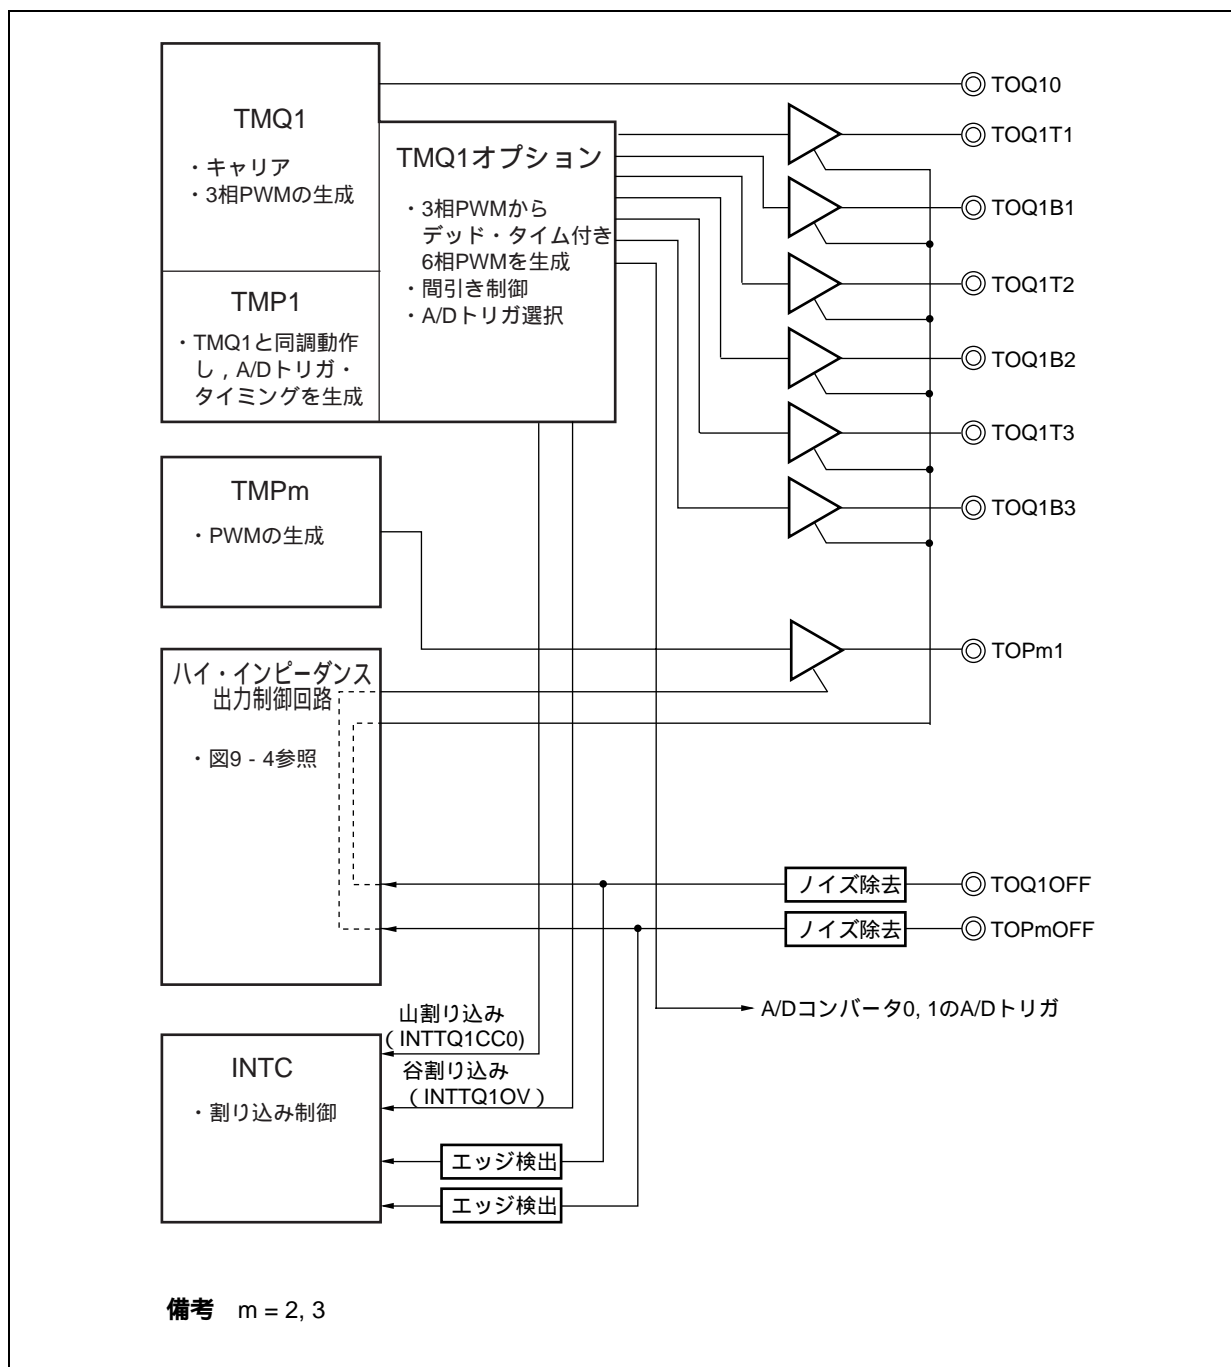 TMQ1
・キャリア
・3相PWMの生成
TMP1
・TMQ1と同調動作
し，A/Dトリガ・
タイミングを生成
TMQ1オプション
・3相PWMから
デッド・タイム付き
6相PWMを生成
・間引き制御
・A/Dトリガ選択
TOQ10
TOQ1T1
TOQ1B1
TOQ1T2
TOQ1B2
TOQ1T3
TOQ1B3
TMPm
・PWMの生成
TOPm1
ハイ・インピーダンス
出力制御回路
・図9 - 4参照
ノイズ除去
TOQ1OFF
ノイズ除去
TOPmOFF
A/Dコンバータ0, 1のA/Dトリガ
山割り込み
（INTTQ1CC0)
谷割り込み
（INTTQ1OV）
INTC
・割り込み制御
エッジ検出
エッジ検出
備考　m = 2, 3